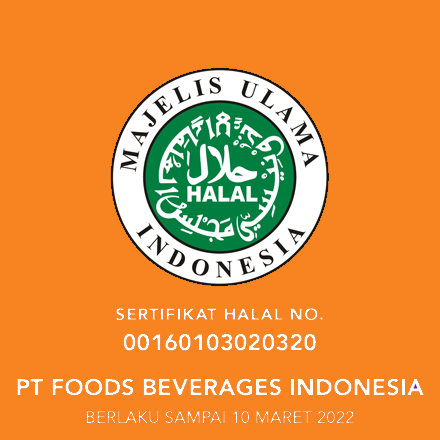 MAJELIS ULAMA
حلال
HALAL
INDONESIA
SERTIFIKAT HALAL NO.
00160103020320
PT FOODS BEVERAGES INDONESIA
BERLAKU SAMPAI 10 MARET 2022